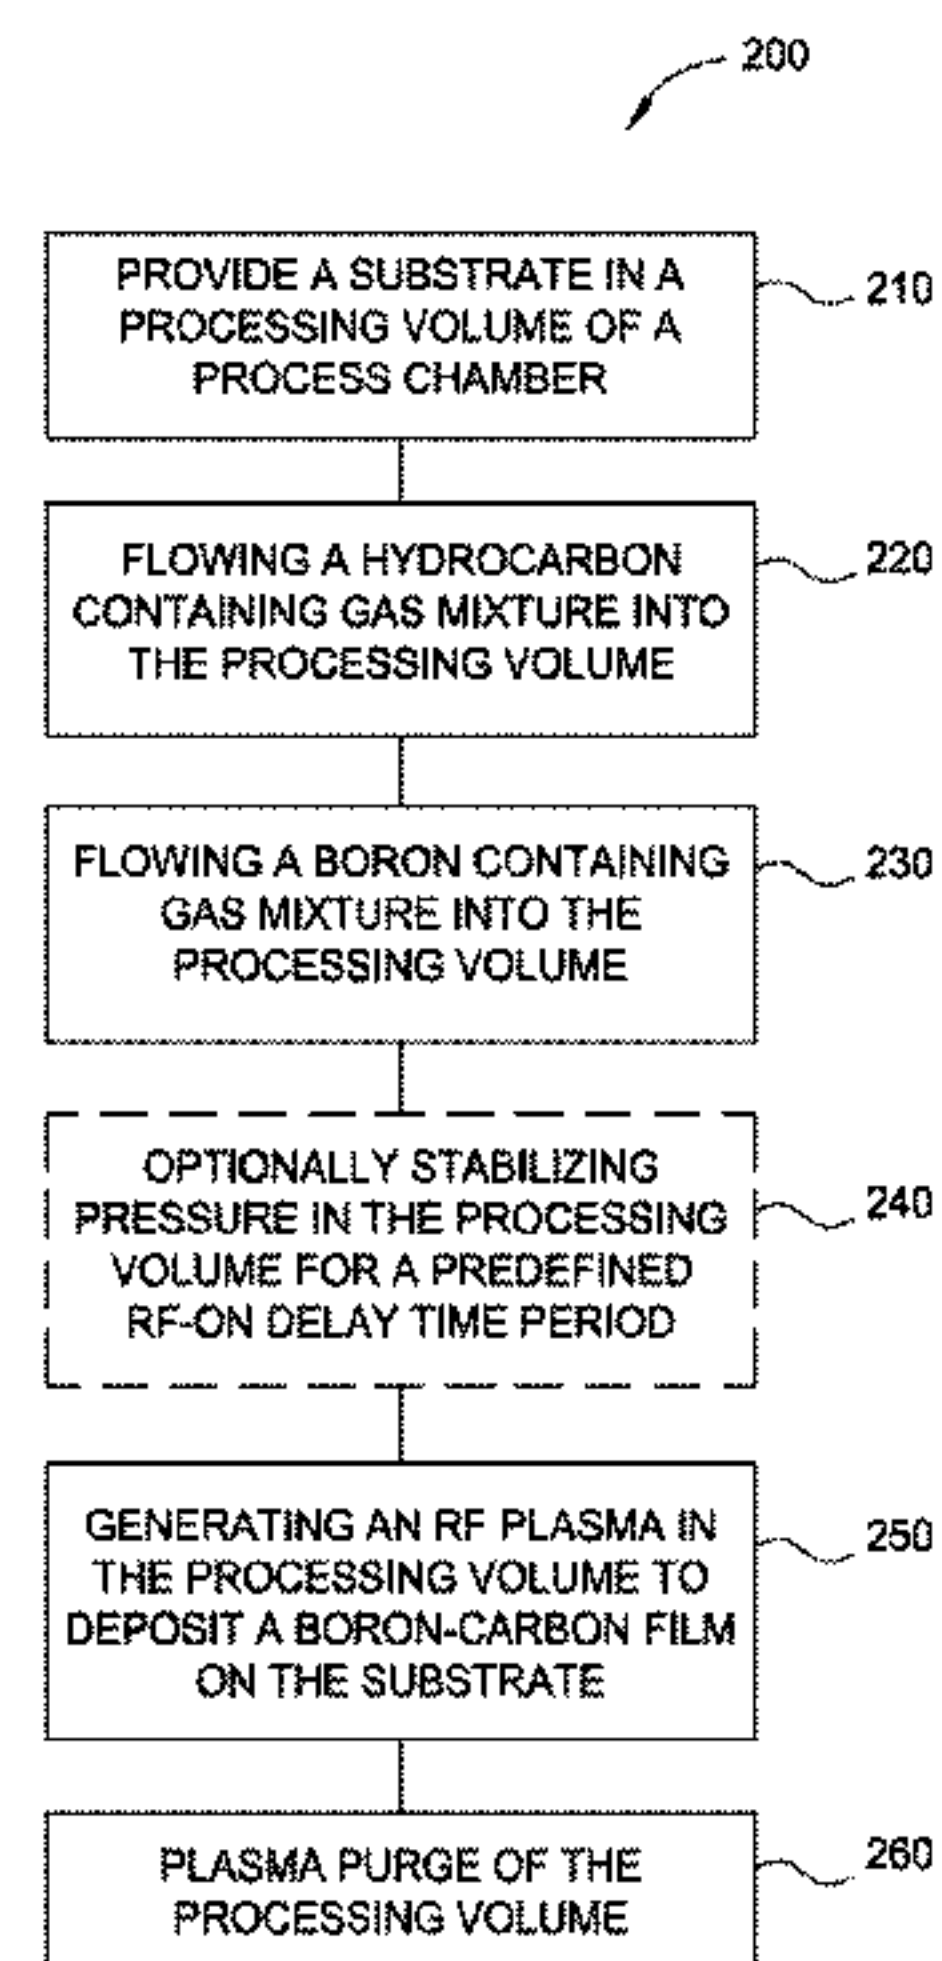 200
PROVIDE A SUBSTRATE IN A
PROCESSING VOLUME OF A
PROCESS CHAMBER
210
FLOWING A HYDROCARBON
CONTAINING GAS MIXTURE INTO
THE PROCESSING VOLUME
220
FLOWING A BORON CONTAINING
GAS MIXTURE INTO THE
PROCESSING VOLUME
230
OPTIONALLY STABILIZING
PRESSURE IN THE PROCESSING
VOLUME FOR A PREDEFINED
RF-ON DELAY TIME PERIOD
240
GENERATING AN RF PLASMA IN
THE PROCESSING VOLUME TO
DEPOSIT A BORON-CARBON FILM
ON THE SUBSTRATE
250
PLASMA PURGE OF THE
PROCESSING VOLUME
260